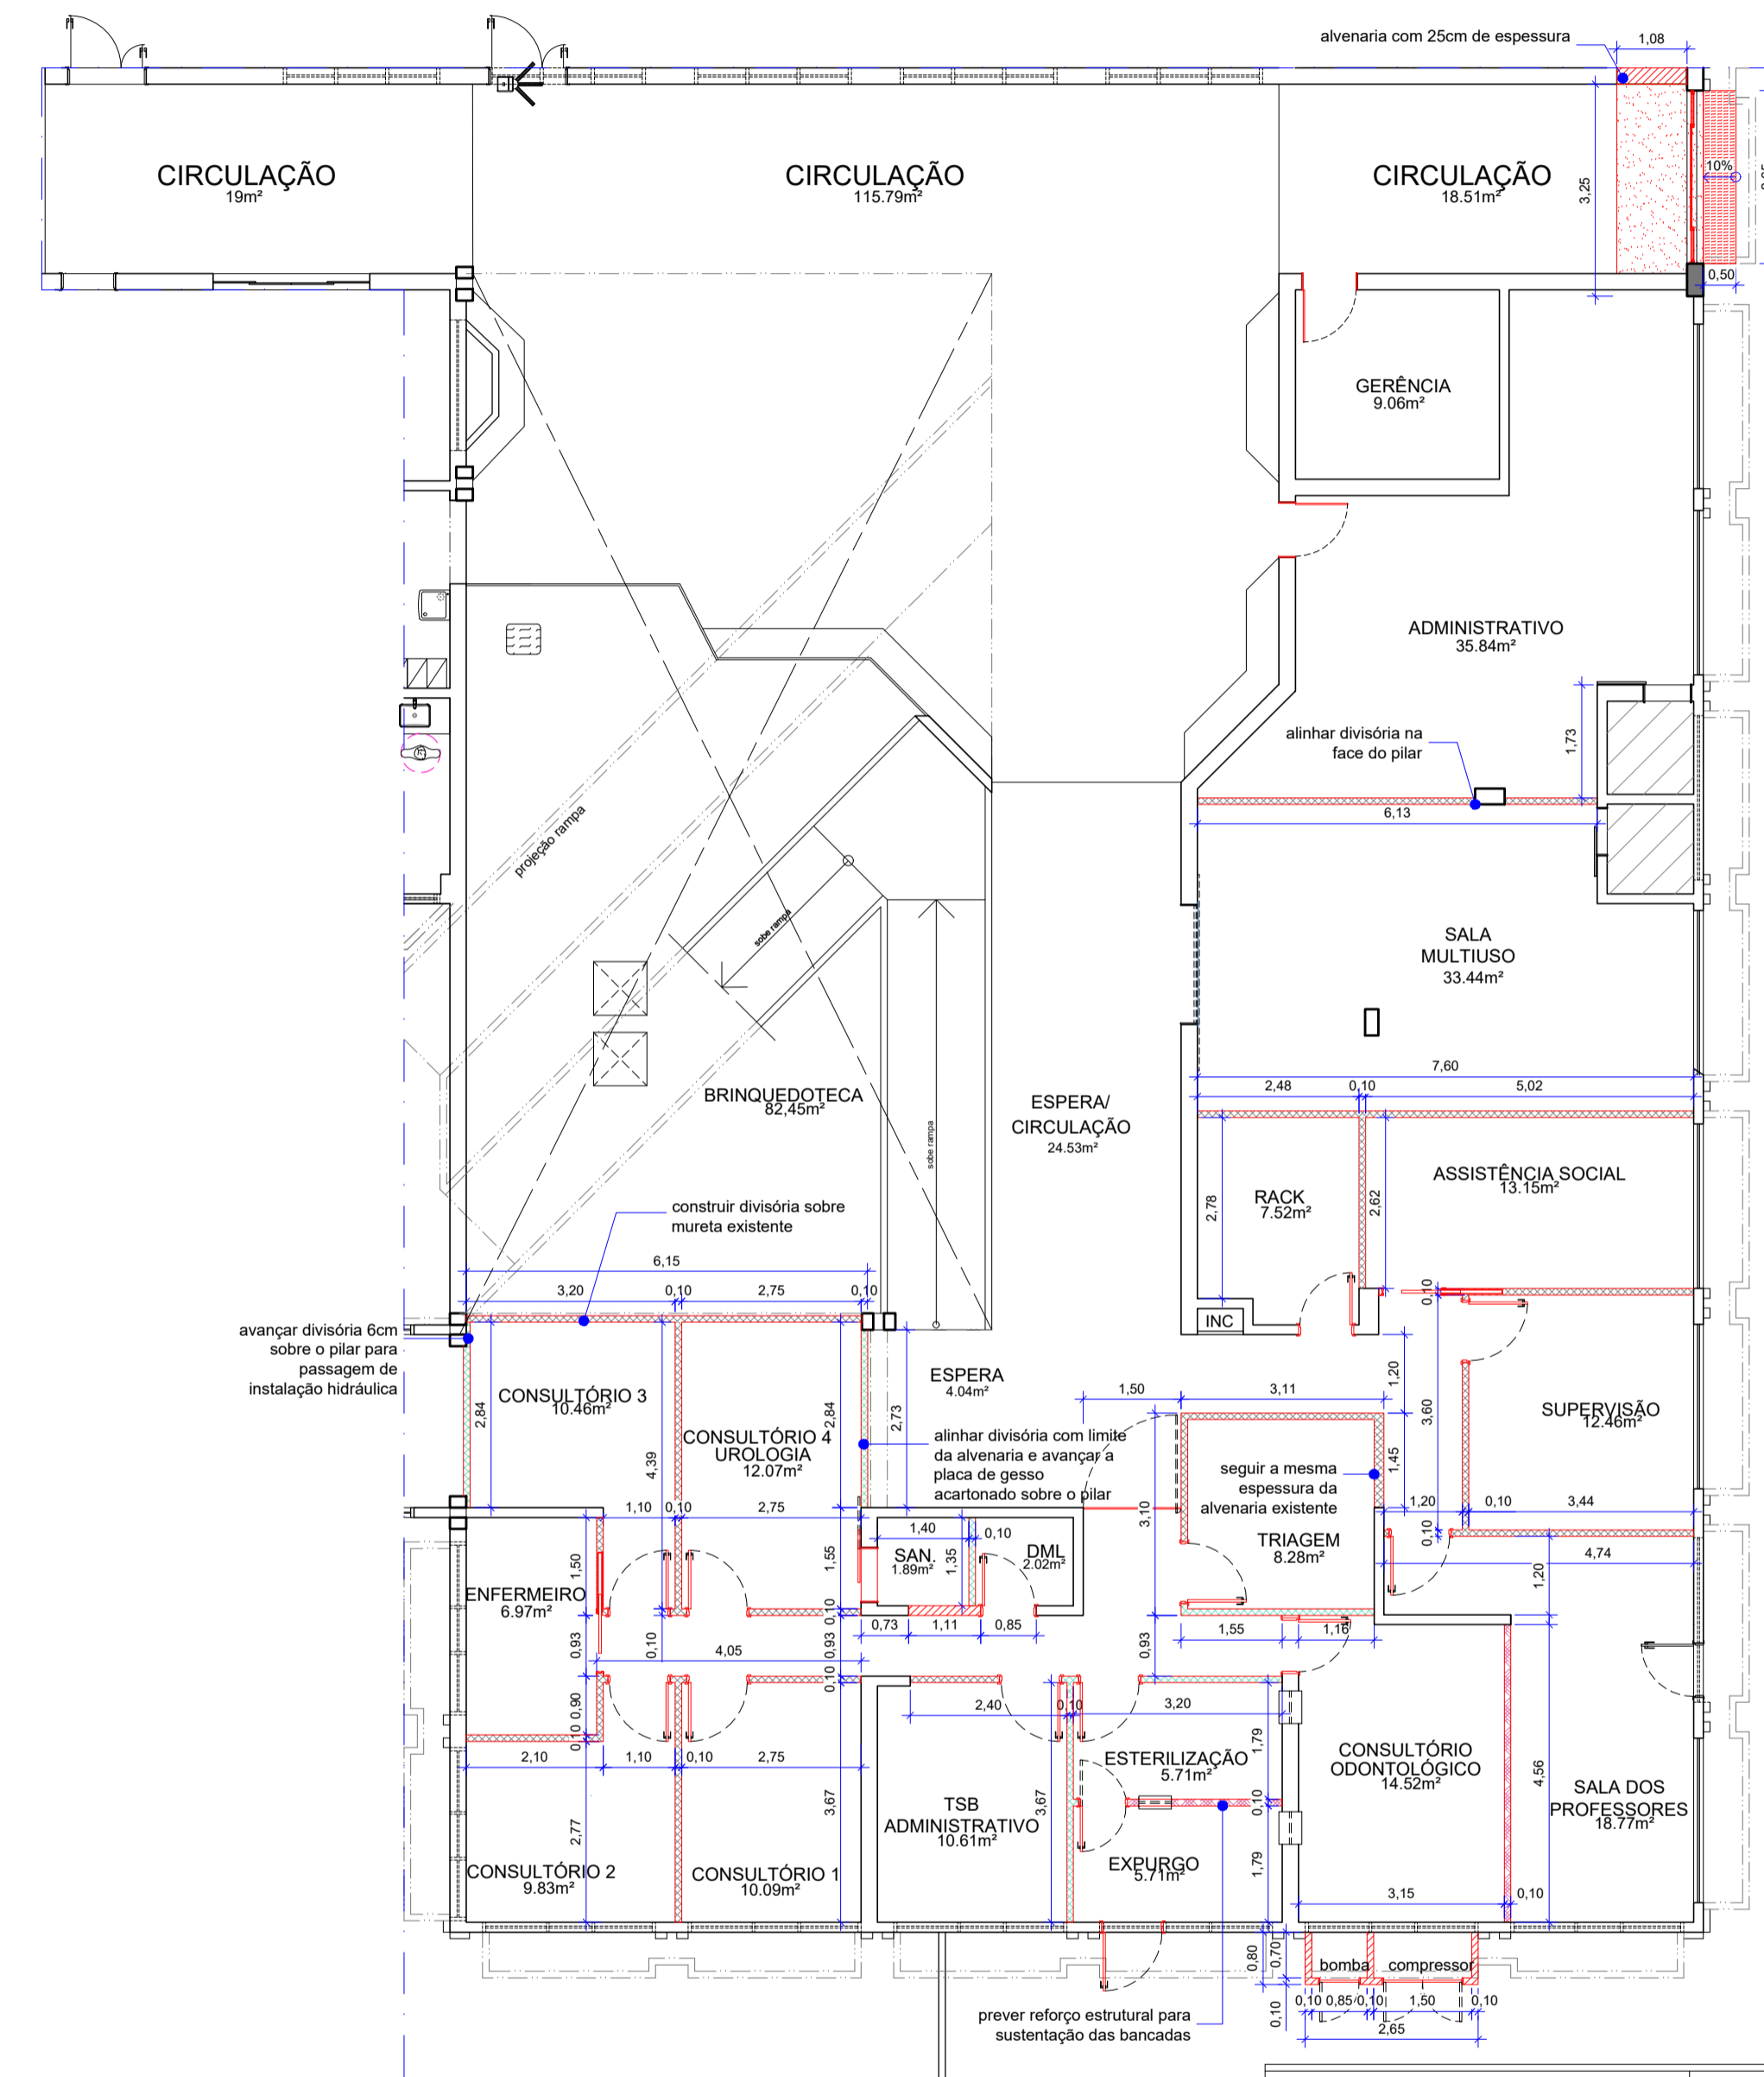 alvenaria com 25cm de espessura
1,08
CIRCULAÇÃO
19m²
CIRCULAÇÃO
115.79m²
CIRCULAÇÃO
18.51m²
3,25
10%
0,50
GERÊNCIA
9.06m²
ADMINISTRATIVO
35.84m²
alinhar divisória na
face do pilar
1,73
6,13
projeção rampa
sobe rampa
SALA
MULTIUSO
33.44m²
7,60
2,48
0,10
5,02
BRINQUEDOTECA
82,45m²
sobe rampa
ESPERA/
CIRCULAÇÃO
24.53m²
RACK
7.52m²
2,78
2,62
ASSISTÊNCIA SOCIAL
13.15m²
construir divisória sobre
mureta existente
6,15
3,20
0,10
2,75
0,10
INC
0,10
avançar divisória 6cm
sobre o pilar para
passagem de
instalação hidráulica
CONSULTÓRIO 3
10.46m²
2,84
4,39
CONSULTÓRIO 4
UROLOGIA
12.07m²
2,84
2,73
ESPERA
4.04m²
1,50
3,11
1,20
3,60
1,45
SUPERVISÃO
12.46m²
alinhar divisória com limite
da alvenaria e avançar a
placa de gesso
acartonado sobre o pilar
seguir a mesma
espessura da
alvenaria existente
3,10
1,10
0,10
2,75
1,20
0,10
3,44
0,10
4,74
1,40
0,10
SAN.
1.89m²
1,35
DML
2.02m²
TRIAGEM
8.28m²
1,50
1,55
ENFERMEIRO
6.97m²
1,20
0,10
0,73
1,11
0,85
1,55
1,16
0,93
0,10
4,05
0,93
0,10
0,93
0,90
0,10
2,40
0,10
3,20
2,10
1,10
0,10
2,75
ESTERILIZAÇÃO
5.71m²
1,79
CONSULTÓRIO
ODONTOLÓGICO
14.52m²
4,56
SALA DOS
PROFESSORES
18.77m²
2,77
3,67
TSB
ADMINISTRATIVO
10.61m²
3,67
0,10
CONSULTÓRIO 2
9.83m²
CONSULTÓRIO 1
10.09m²
EXPURGO
5.71m²
1,79
3,15
0,10
0,80
0,70
bomba
compressor
0,10
0,10
0,85
0,10
1,50
0,10
2,65
prever reforço estrutural para
sustentação das bancadas